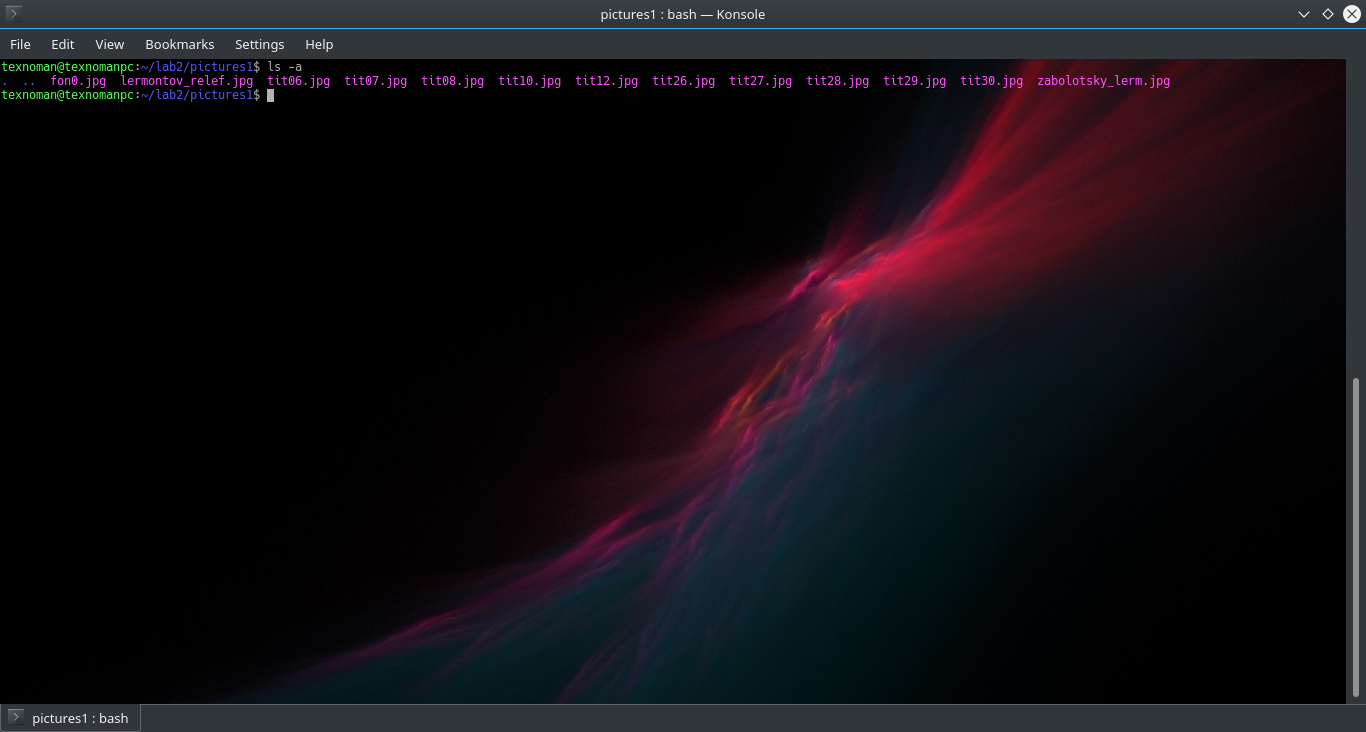 pictures1 : bash — Konsole
File Edit View Bookmarks Settings Help
texnoman@texnomanpc:~/lab2/pictures1$ ls -a
. .. fon0.jpg lermontov_relef.jpg tit06.jpg tit07.jpg tit08.jpg tit10.jpg tit12.jpg tit26.jpg tit27.jpg tit28.jpg tit29.jpg tit30.jpg zabolotsky_lerm.jpg
texnoman@texnomanpc:~/lab2/pictures1$
pictures1 : bash